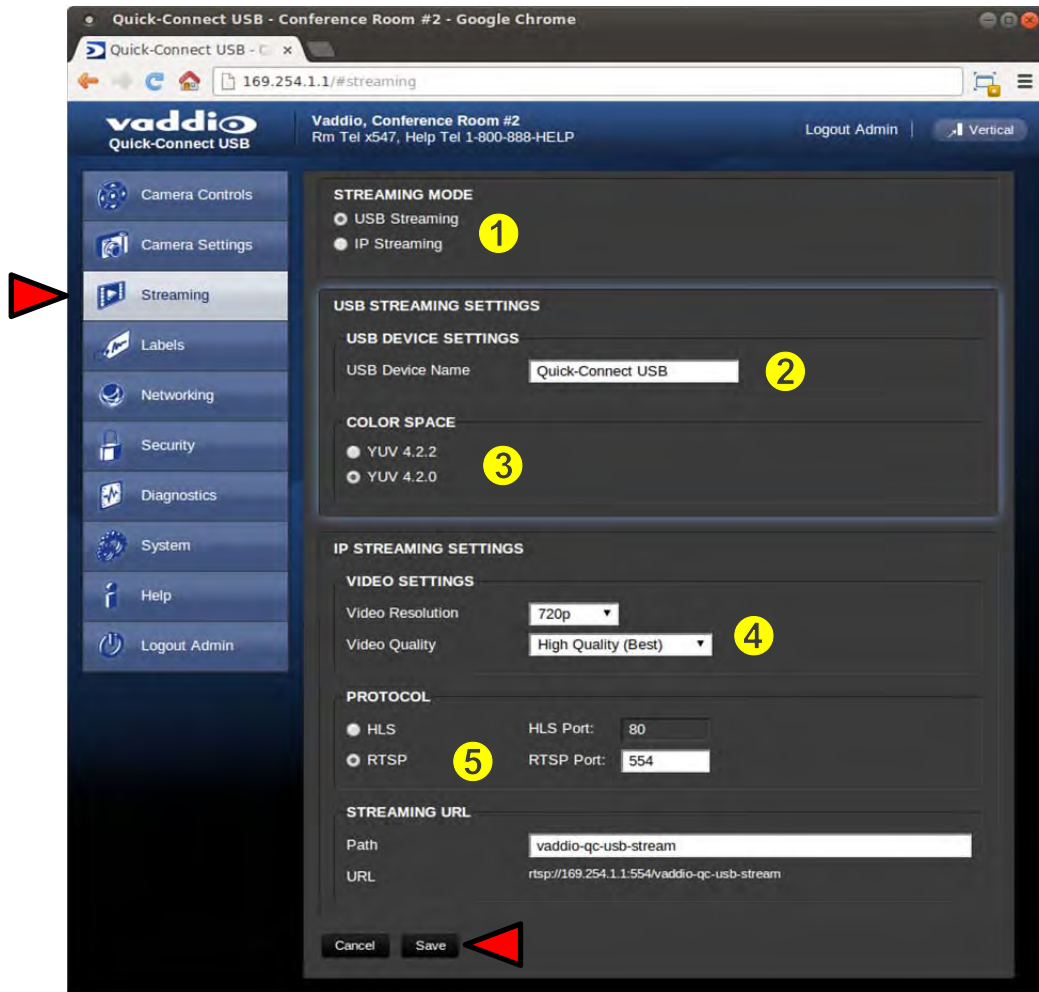 Quick-Connect USB - Conference Room #2 - Google Chrome
Quick-Connect USB - C
169.254.1.1/#streaming
vaddio
Quick-Connect USB
Vaddio, Conference Room #2
Rm Tel x547, Help Tel 1-800-888-HELP
Logout Admin
Vertical
Camera Controls
Camera Settings
Streaming
Labels
Networking
Security
Diagnostics
System
Help
Logout Admin
STREAMING MODE
USB Streaming
IP Streaming
1
USB STREAMING SETTINGS
USB DEVICE SETTINGS
USB Device Name Quick-Connect USB
2
COLOR SPACE
YUV 4.2.2
YUV 4.2.0
3
IP STREAMING SETTINGS
VIDEO SETTINGS
Video Resolution 720p
Video Quality High Quality (Best)
4
PROTOCOL
HLS HLS Port: 80
RTSP RTSP Port: 554
5
STREAMING URL
Path vaddio-qc-usb-stream
URL rtsp://169.254.1.1:554/vaddio-qc-usb-stream
Cancel Save